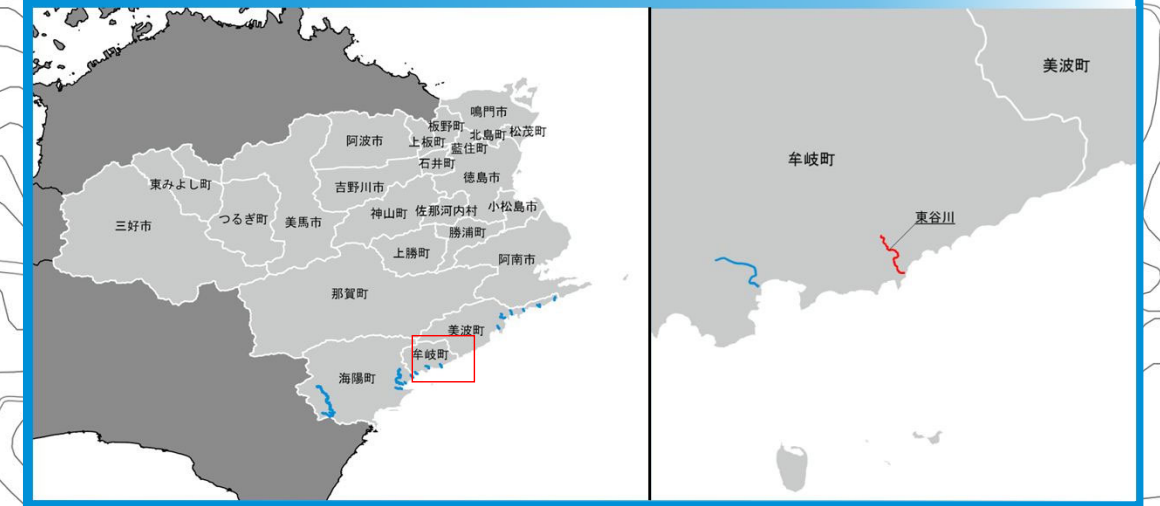 鳴門市
板野町
北島町
松茂町
上板町
藍住町
阿波市
石井町
徳島市
東みよし町
吉野川市
つるぎ町
美馬市
神山町
佐那河内村
小松島市
三好市
勝浦町
上勝町
阿南市
那賀町
美波町
牟岐町
海陽町
美波町
牟岐町
東谷川